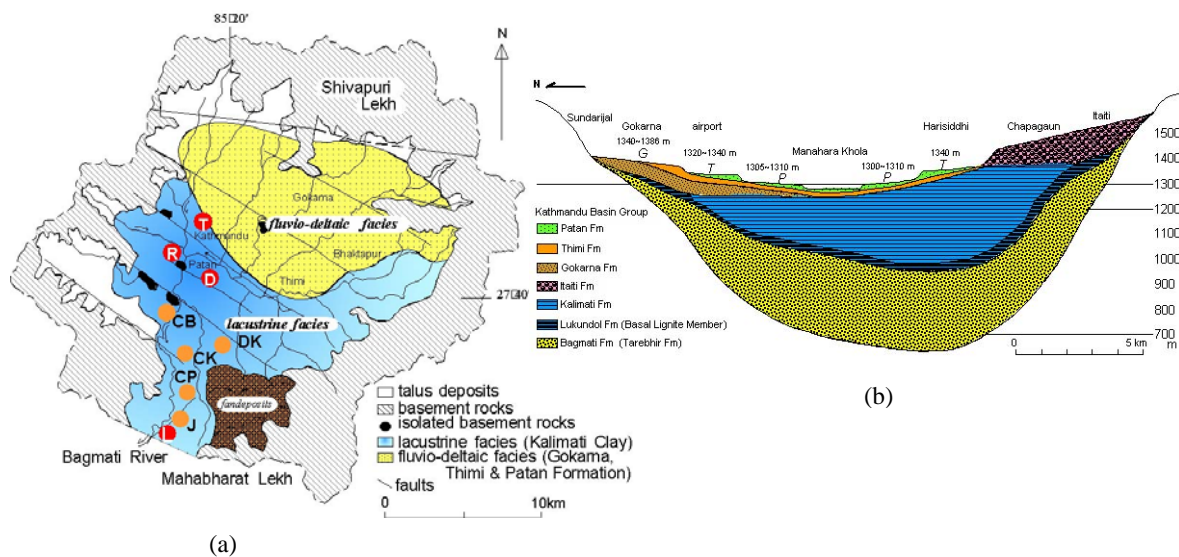 85▯20'
N
Shivapuri
Lekh
Gokarna
T
Kathmandu
fluvio-deltaic facies
R
Patan
Bhaktapur
D
Thimi
27▯40'
CB
lacustrine facies
DK
CK
CP
fandeposits
J
Bagmati River
Mahabharat Lekh
talus deposits
basement rocks
isolated basement rocks
lacustrine facies (Kalimati Clay)
fluvio-deltaic facies (Gokarna,
Thimi & Patan Formation)
faults
0 10km
(a)
N
Sundarijal
Gokarna
1340~1386 m
G
airport
1320~1340 m
T
1305~1310 m
P
Manahara Khola
1300~1310 m
P
Harisiddhi
1340 m
T
Chapagaun
Itaiti
1500
1400
1300
1200
1100
1000
900
800
700
m
Kathmandu Basin Group
Patan Fm
Thimi Fm
Gokarna Fm
Itaiti Fm
Kalimati Fm
Lukundol Fm (Basal Lignite Member)
Bagmati Fm (Tarebhir Fm)
0 5 km
(b)